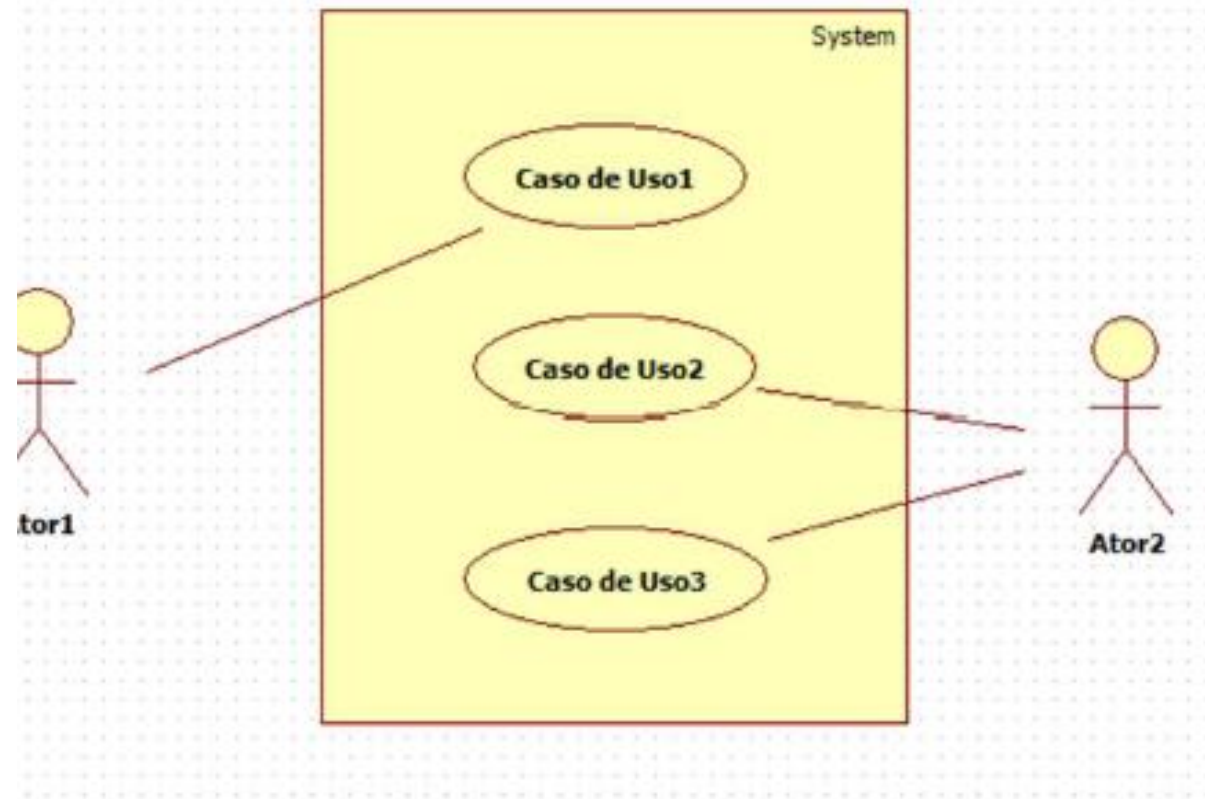 System
Caso de Uso1
Caso de Uso2
Caso de Uso3
tor1
Ator2